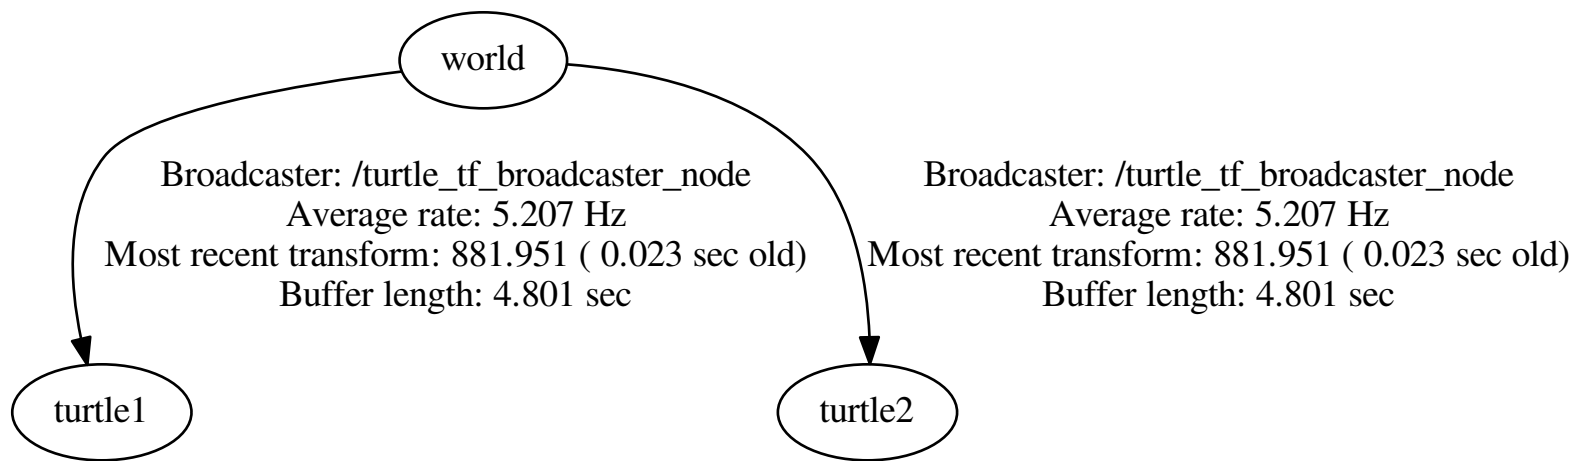 world
Broadcaster: /turtle_tf_broadcaster_node
Average rate: 5.207 Hz
Most recent transform: 881.951 ( 0.023 sec old)
Buffer length: 4.801 sec
Broadcaster: /turtle_tf_broadcaster_node
Average rate: 5.207 Hz
Most recent transform: 881.951 ( 0.023 sec old)
Buffer length: 4.801 sec
turtle1
turtle2